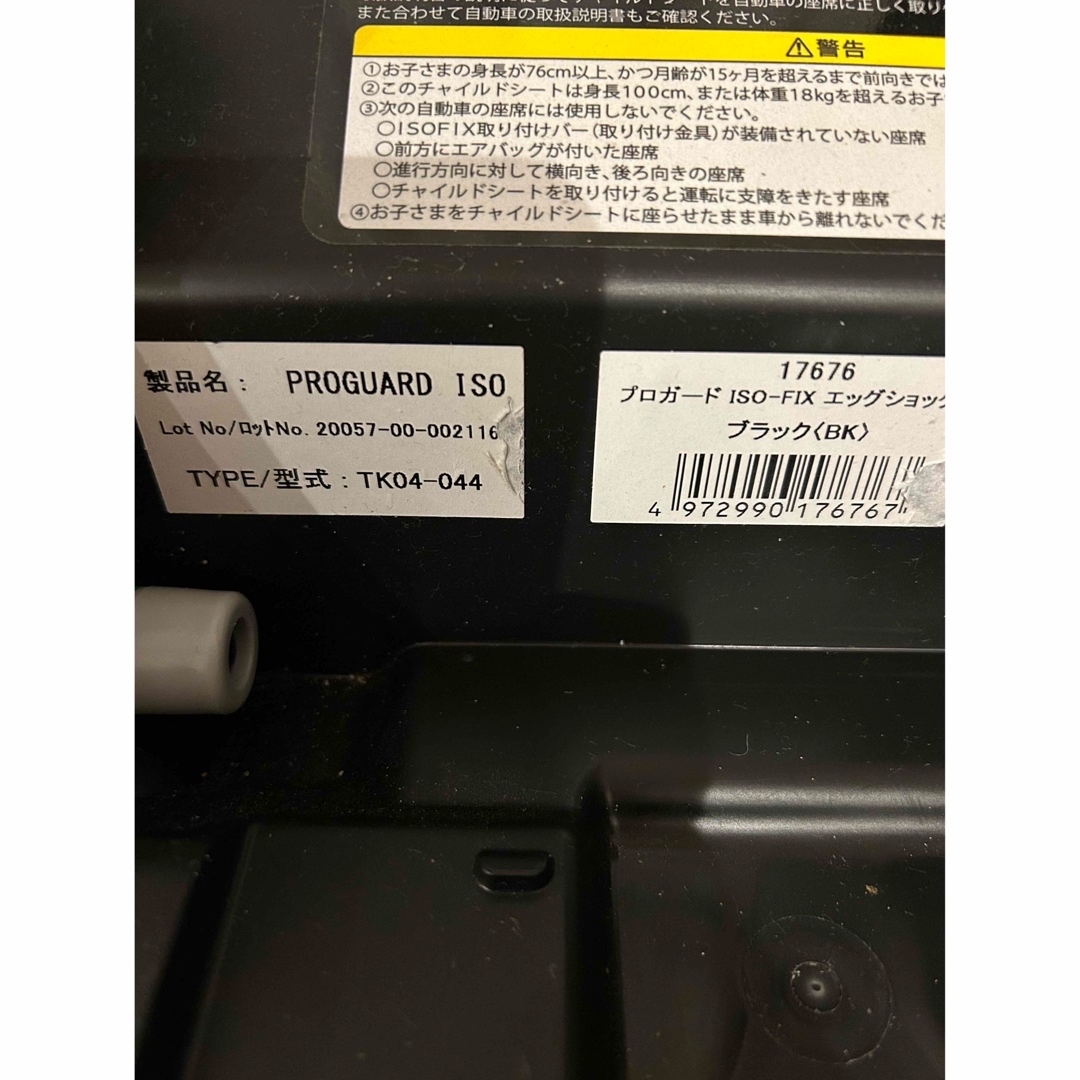 また合わせて自動車の取扱説明書もご確認ください。
⚠警告
①お子さまの身長が76cm以上、かつ月齢が15ヶ月を超えるまで前向きでは
②このチャイルドシートは身長100cm、または体重18kgを超えるお子
③次の自動車の座席には使用しないでください。
○ISOFIX取り付けバー(取り付け金具)が装備されていない座席
○前方にエアバッグが付いた座席
○進行方向に対して横向き、後ろ向きの座席
○チャイルドシートを取り付けると運転に支障をきたす座席
④お子さまをチャイルドシートに座らせたまま車から離れないでくだ
製品名: PROGUARD ISO
Lot No/ロットNo. 20057-00-002116
TYPE/型式:TK04-044
17676
プロガード ISO-FIX エッグショック
ブラック〈BK〉
4 972990 176767